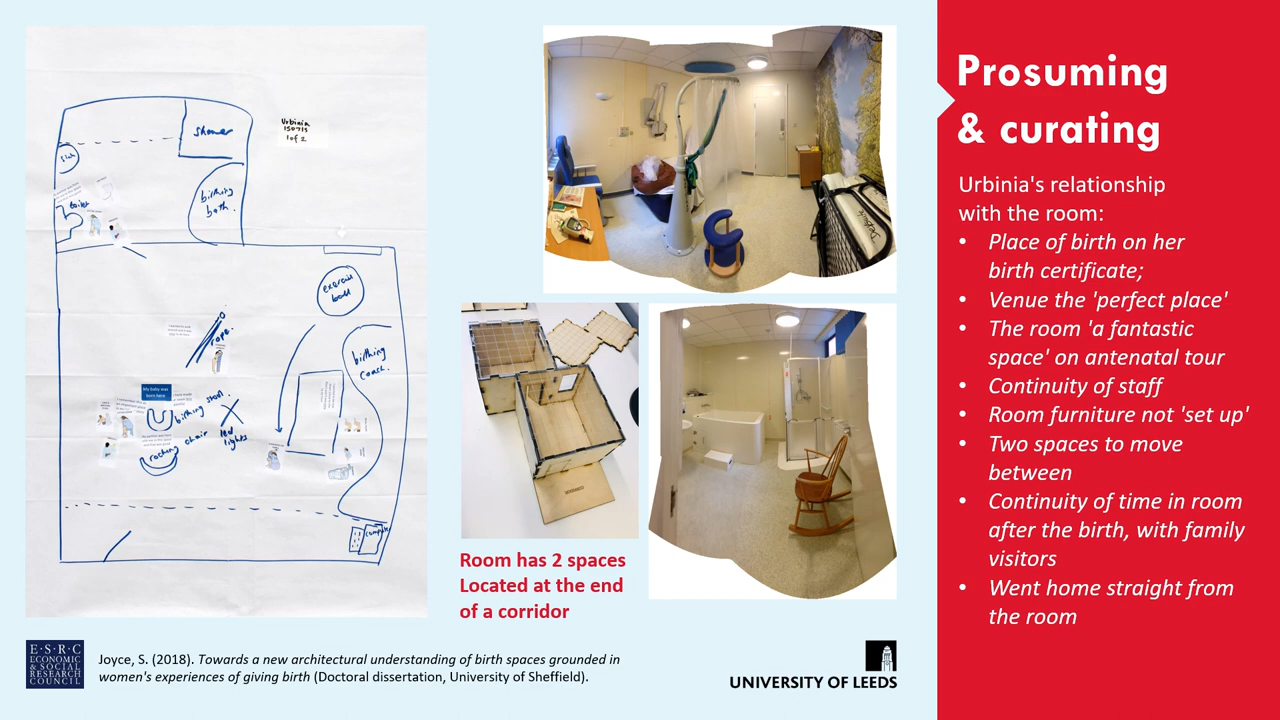 Prosuming
& curating
Urbinia's relationship
with the room:
• Place of birth on her
birth certificate;
• Venue the 'perfect place'
• The room 'a fantastic
space' on antenatal tour
• Continuity of staff
• Room furniture not 'set up'
• Two spaces to move
between
• Continuity of time in room
after the birth, with family
visitors
• Went home straight from
the room
shower
Urbinia
150715
1 of 2
sink
toilet
birthing
bath.
exercise
ball
rope
birthing
couch.
My baby was
born here
birthing stool.
chair
rocking
red
lights
computer
Room has 2 spaces
Located at the end
of a corridor
E·S·R·C
ECONOMIC
& SOCIAL
RESEARCH
COUNCIL
Joyce, S. (2018). Towards a new architectural understanding of birth spaces grounded in
women's experiences of giving birth (Doctoral dissertation, University of Sheffield).
UNIVERSITY OF LEEDS